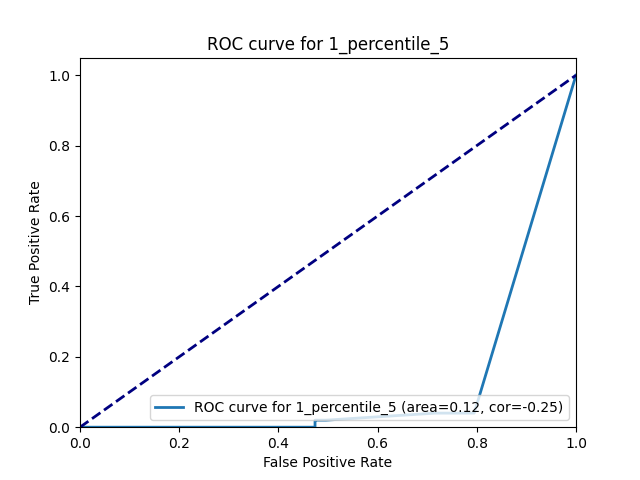 ROC curve for 1_percentile_5
True Positive Rate
1.0
0.8
0.6
0.4
0.2
0.0
ROC curve for 1_percentile_5 (area=0.12, cor=-0.25)
0.0 0.2 0.4 0.6 0.8 1.0
False Positive Rate